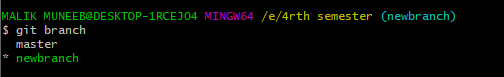 MALIK MUNEEB@DESKTOP-1RCEJO4 MINGW64 /e/4rth semester (newbranch)
$ git branch
  master
* newbranch